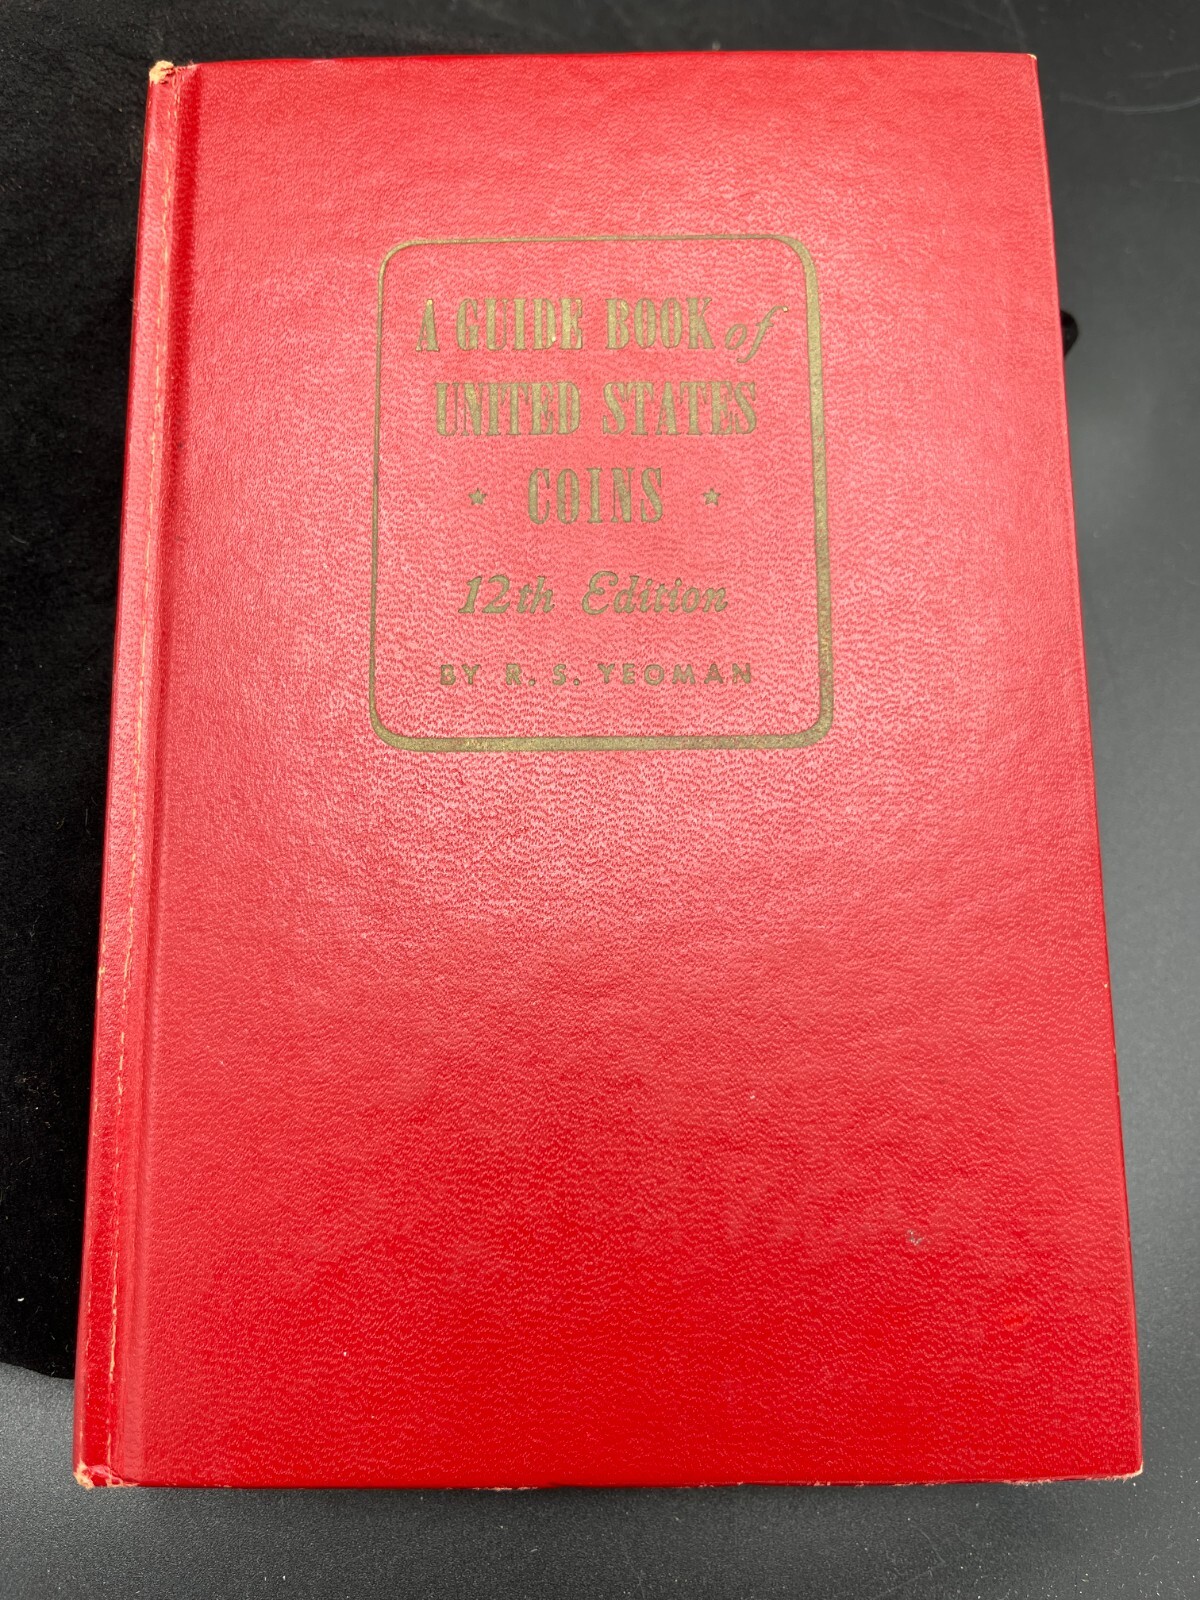 A GUIDE BOOK of
UNITED STATES
★ COINS ★
12th Edition
BY R. S. YEOMAN